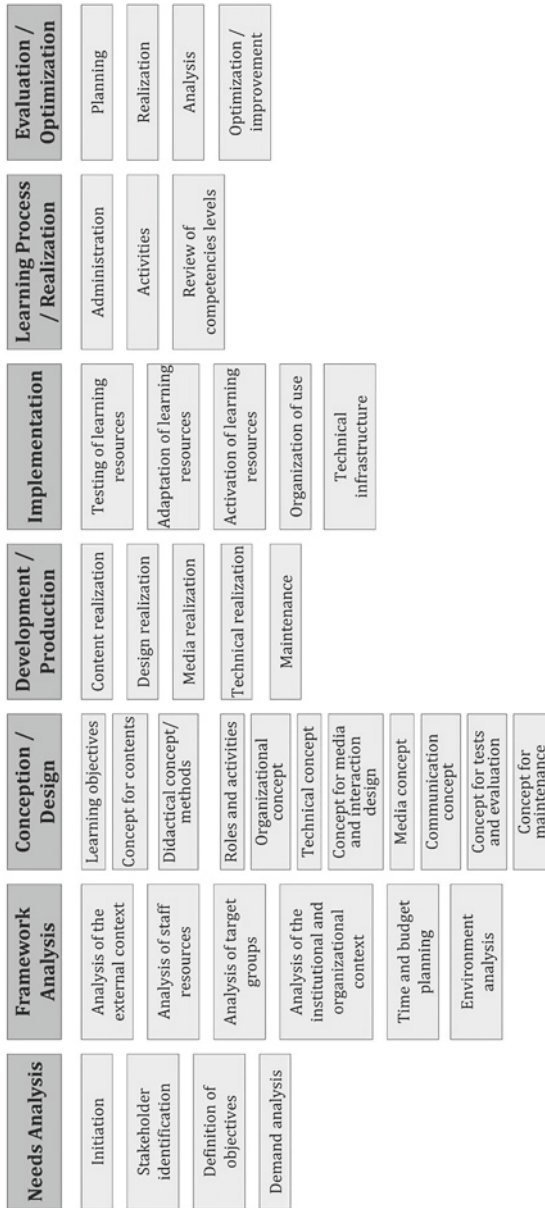 Needs Analysis
Initiation
Stakeholder
identification
Definition of
objectives
Demand analysis
Framework
Analysis
Analysis of the
external context
Analysis of staff
resources
Analysis of target
groups
Analysis of the
institutional and
organizational
context
Time and budget
planning
Environment
analysis
Conception /
Design
Learning objectives
Concept for contents
Didactical concept/
methods
Roles and activities
Organizational
concept
Technical concept
Concept for media
and interaction
design
Media concept
Communication
concept
Concept for tests
and evaluation
Concept for
maintenance
Development /
Production
Content realization
Design realization
Media realization
Technical realization
Maintenance
Implementation
Testing of learning
resources
Adaptation of learning
resources
Activation of learning
resources
Organization of use
Technical
infrastructure
Learning Process
/ Realization
Administration
Activities
Review of
competencies levels
Evaluation /
Optimization
Planning
Realization
Analysis
Optimization /
improvement